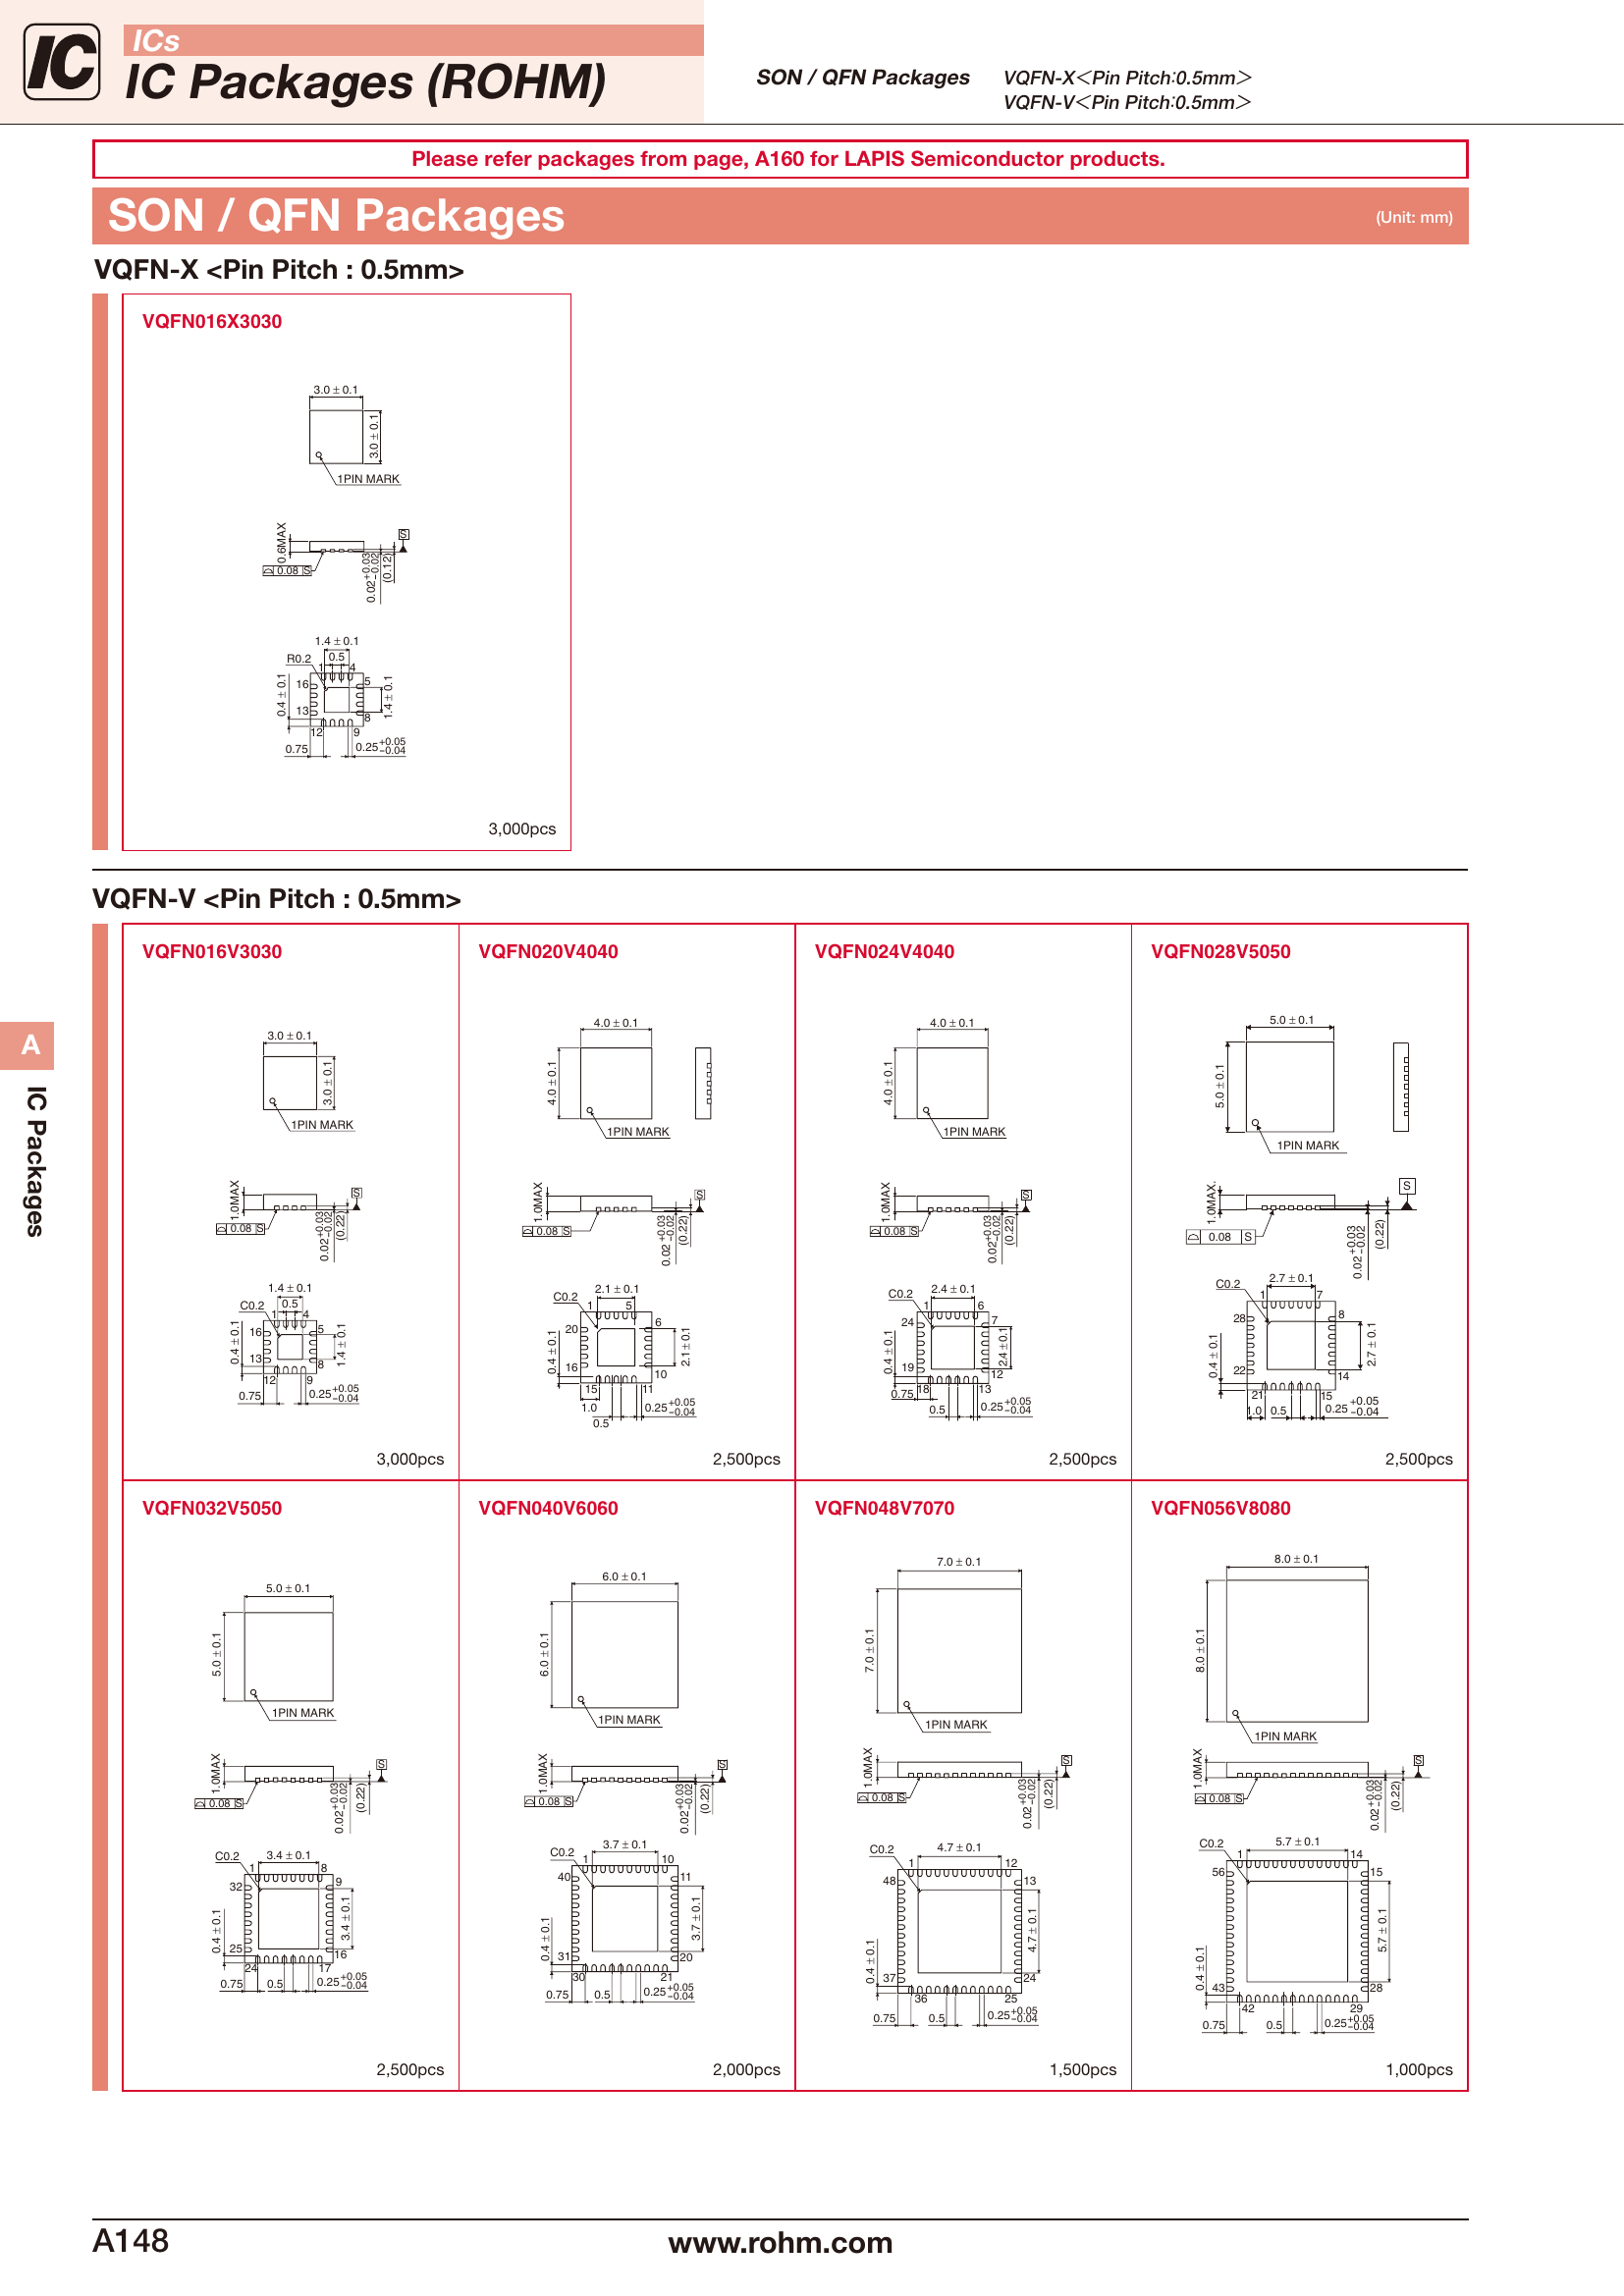 IC
ICs
IC Packages (ROHM)
SON / QFN Packages
VQFN-X<Pin Pitch:0.5mm>
VQFN-V<Pin Pitch:0.5mm>
Please refer packages from page, A160 for LAPIS Semiconductor products.
SON / QFN Packages
(Unit: mm)
VQFN-X <Pin Pitch : 0.5mm>
VQFN016X3030
3.0 ± 0.1
3.0 ± 0.1
1PIN MARK
0.6MAX
S
0.08 S
0.02 +0.03 −0.02
(0.12)
1.4 ± 0.1
0.5
R0.2
1 4
16 5
0.4 ± 0.1
1.4 ± 0.1
13 8
12 9
0.75
0.25 +0.05 −0.04
3,000pcs
VQFN-V <Pin Pitch : 0.5mm>
VQFN016V3030
3.0 ± 0.1
3.0 ± 0.1
1PIN MARK
1.0MAX
S
0.08 S
0.02 +0.03 −0.02
(0.22)
1.4 ± 0.1
C0.2
0.5
1 4
16 5
0.4 ± 0.1
1.4 ± 0.1
13 8
12 9
0.75
0.25 +0.05 −0.04
3,000pcs
VQFN020V4040
4.0 ± 0.1
4.0 ± 0.1
1PIN MARK
1.0MAX
S
0.08 S
0.02 +0.03 −0.02
(0.22)
2.1 ± 0.1
C0.2
1 5
20 6
0.4 ± 0.1
2.1 ± 0.1
16 10
15 11
1.0
0.5
0.25 +0.05 −0.04
2,500pcs
VQFN024V4040
4.0 ± 0.1
4.0 ± 0.1
1PIN MARK
1.0MAX
S
0.08 S
0.02 +0.03 −0.02
(0.22)
2.4 ± 0.1
C0.2
1 6
24 7
0.4 ± 0.1
2.4 ± 0.1
19 12
18 13
0.75
0.5
0.25 +0.05 −0.04
2,500pcs
VQFN028V5050
5.0 ± 0.1
5.0 ± 0.1
1PIN MARK
1.0MAX.
S
0.08 S
0.02 +0.03 −0.02
(0.22)
2.7 ± 0.1
C0.2
1 7
28 8
0.4 ± 0.1
2.7 ± 0.1
22 14
21 15
1.0
0.5
0.25 +0.05 −0.04
2,500pcs
VQFN032V5050
5.0 ± 0.1
5.0 ± 0.1
1PIN MARK
1.0MAX
S
0.08 S
0.02 +0.03 −0.02
(0.22)
C0.2
3.4 ± 0.1
1 8
32 9
0.4 ± 0.1
3.4 ± 0.1
25 16
24 17
0.75
0.5
0.25 +0.05 −0.04
2,500pcs
VQFN040V6060
6.0 ± 0.1
6.0 ± 0.1
1PIN MARK
1.0MAX
S
0.08 S
0.02 +0.03 −0.02
(0.22)
3.7 ± 0.1
C0.2
1 10
40 11
0.4 ± 0.1
3.7 ± 0.1
31 20
30 21
0.75
0.5
0.25 +0.05 −0.04
2,000pcs
VQFN048V7070
7.0 ± 0.1
7.0 ± 0.1
1PIN MARK
1.0MAX
S
0.08 S
0.02 +0.03 −0.02
(0.22)
C0.2
4.7 ± 0.1
1 12
48 13
0.4 ± 0.1
4.7 ± 0.1
37 24
36 25
0.75
0.5
0.25 +0.05 −0.04
1,500pcs
VQFN056V8080
8.0 ± 0.1
8.0 ± 0.1
1PIN MARK
1.0MAX
S
0.08 S
0.02 +0.03 −0.02
(0.22)
C0.2
5.7 ± 0.1
1 14
56 15
0.4 ± 0.1
5.7 ± 0.1
43 28
42 29
0.75
0.5
0.25 +0.05 −0.04
1,000pcs
A
IC Packages
A148
www.rohm.com